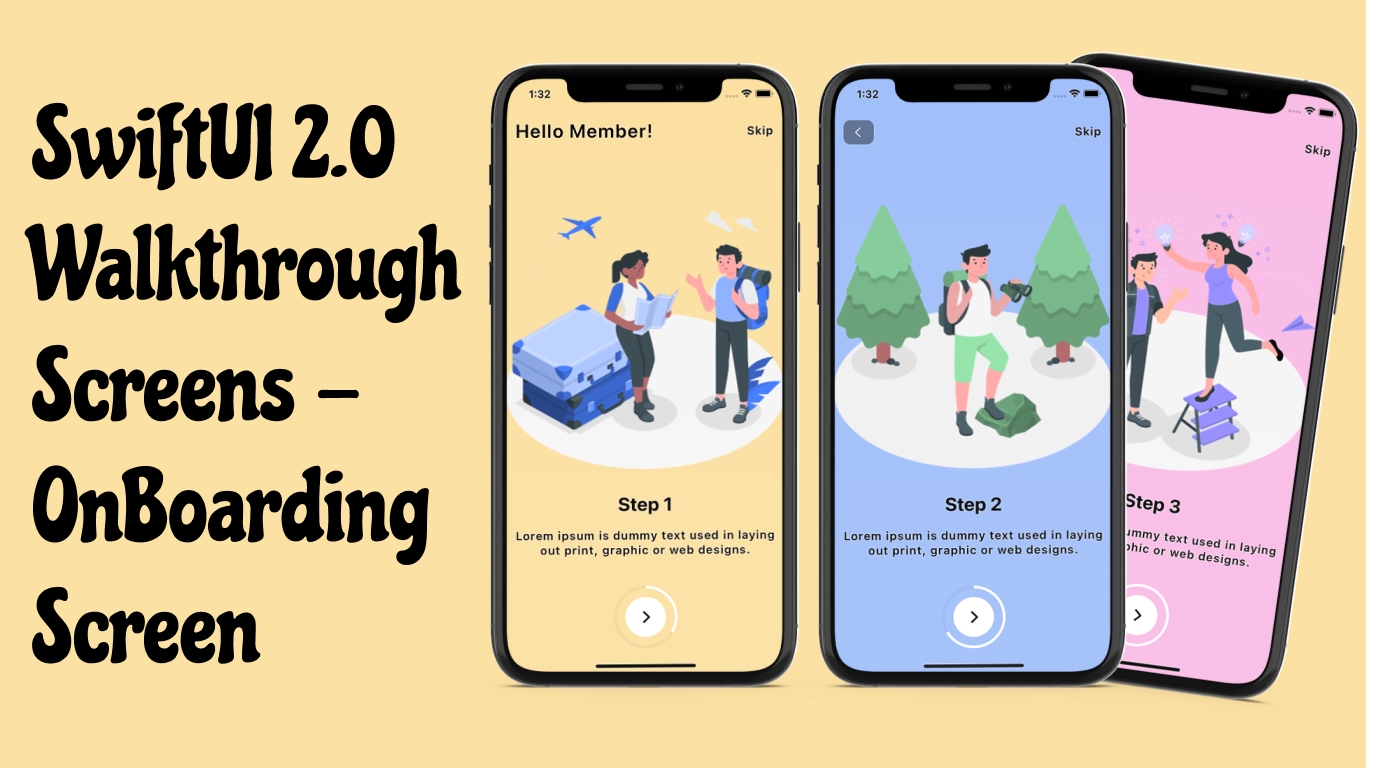 SwiftUI 2.0
Walkthrough
Screens -
OnBoarding
Screen
1:32
Hello Member!
Skip
Step 1
Lorem ipsum is dummy text used in laying
out print, graphic or web designs.
1:32
Skip
Step 2
Lorem ipsum is dummy text used in laying
out print, graphic or web designs.
Skip
Step 3
text used in laying
or web designs.